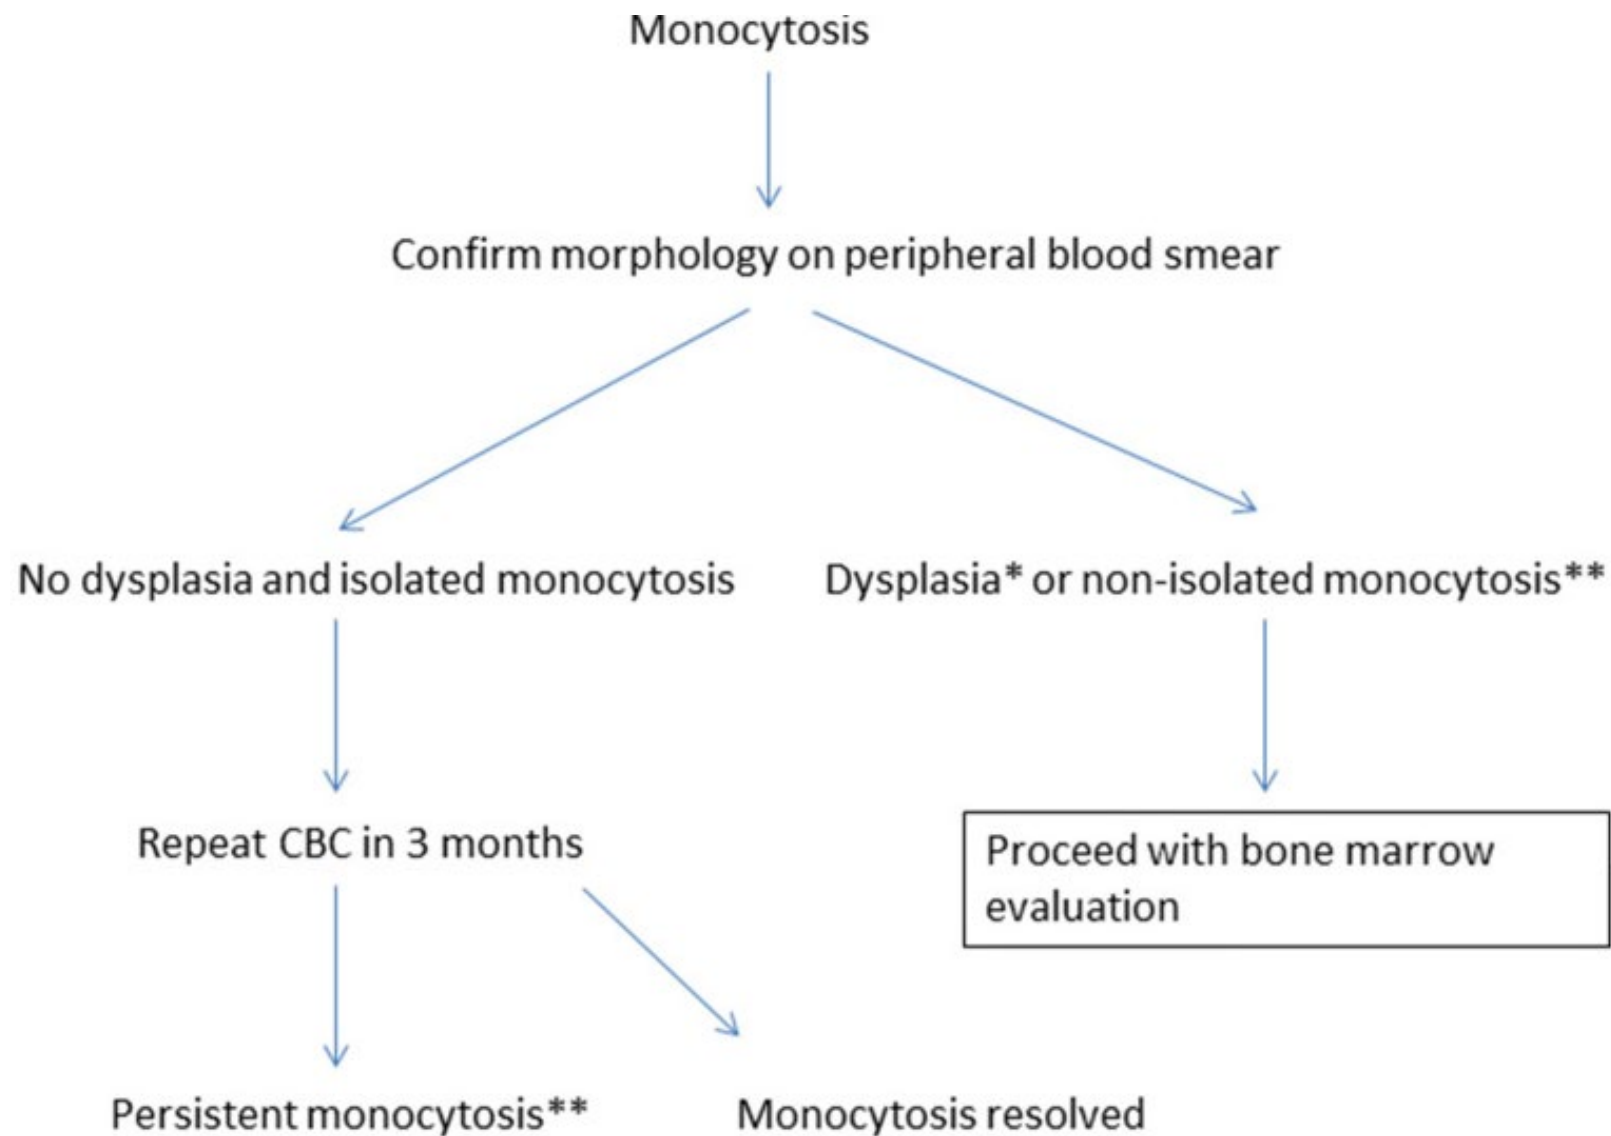 Monocytosis
Confirm morphology on peripheral blood smear
No dysplasia and isolated monocytosis
Dysplasia* or non-isolated monocytosis**
Repeat CBC in 3 months
Proceed with bone marrow
evaluation
Persistent monocytosis**
Monocytosis resolved